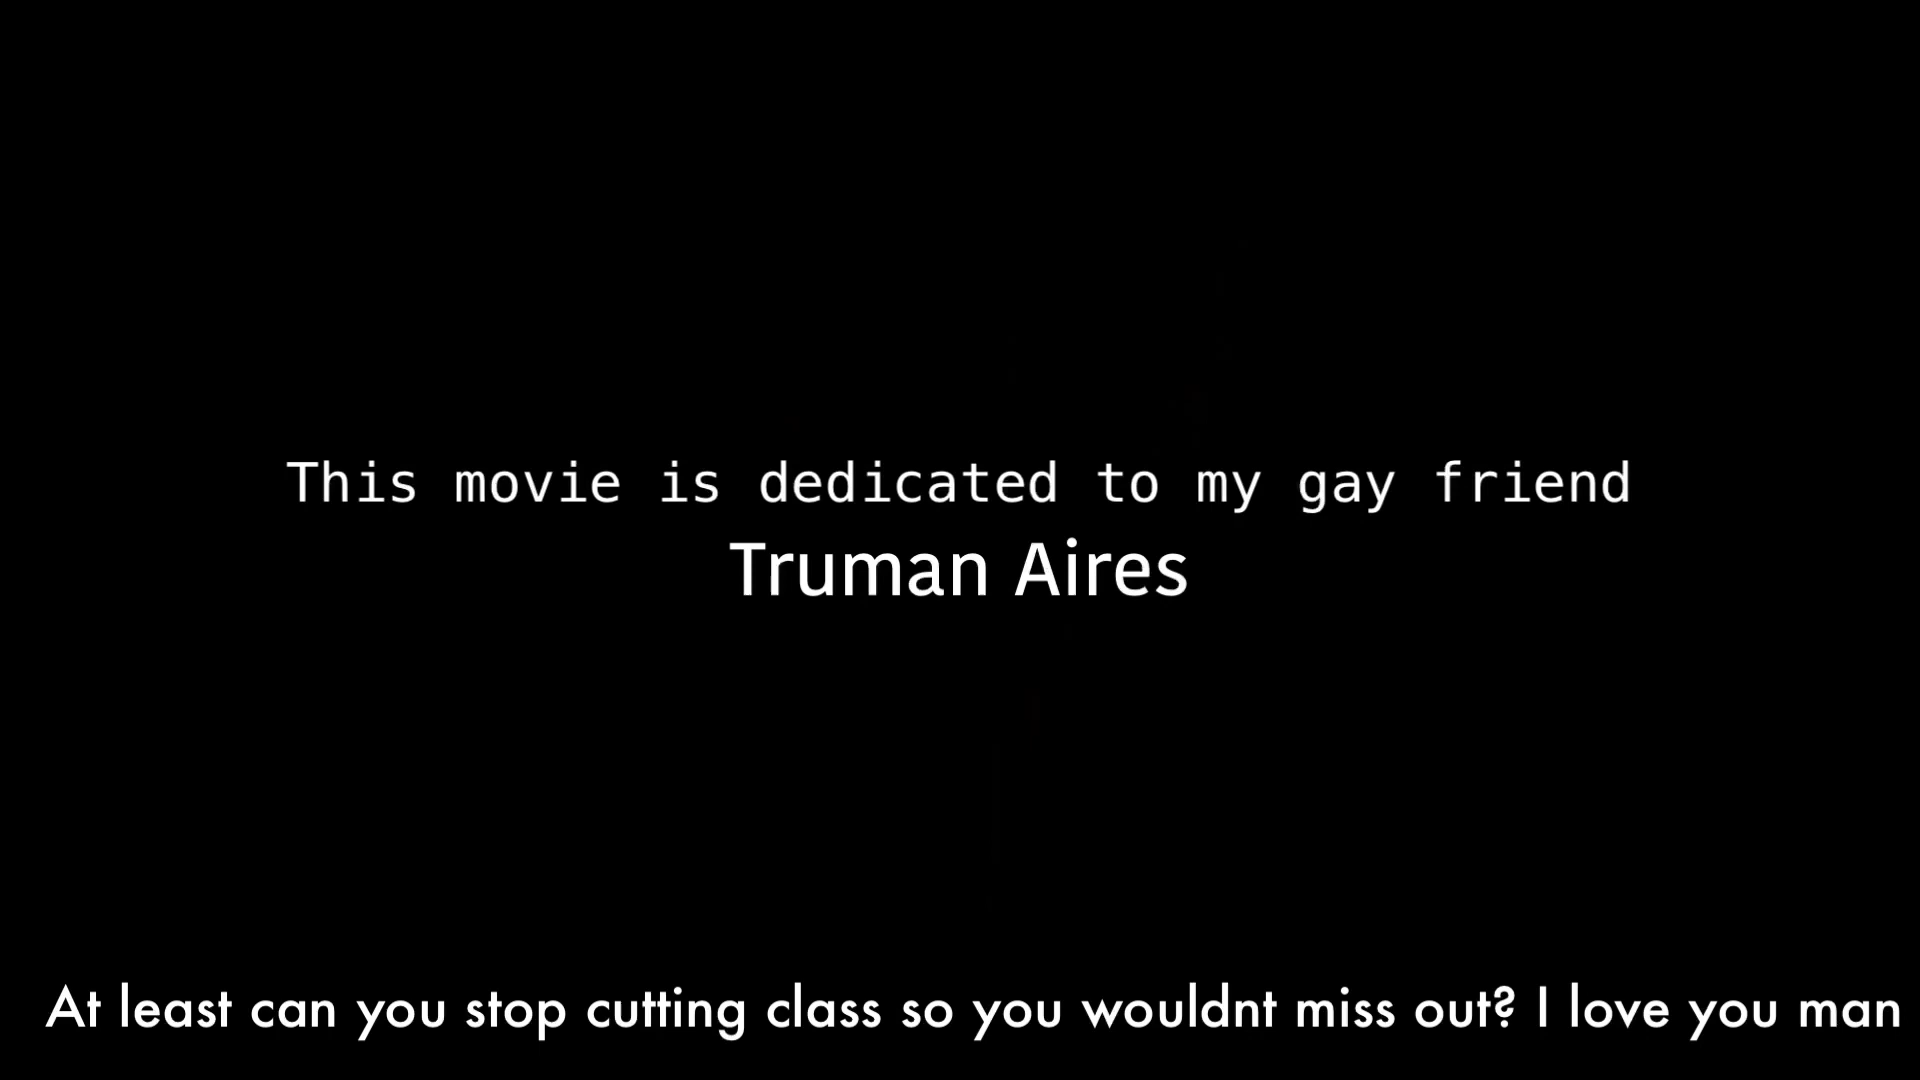 This movie is dedicated to my gay friend
Truman Aires
At least can you stop cutting class so you wouldnt miss out? I love you man